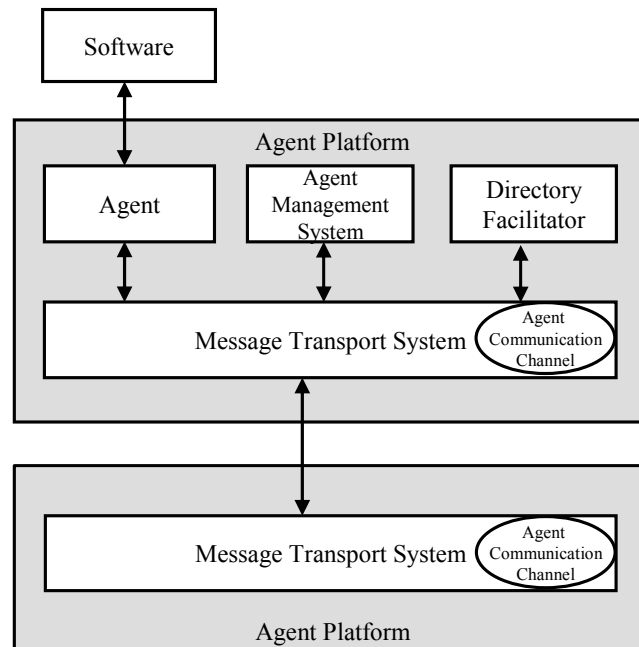 Software
Agent Platform
Agent
Agent
Management
System
Directory
Facilitator
Message Transport System
Agent
Communication
Channel
Message Transport System
Agent
Communication
Channel
Agent Platform